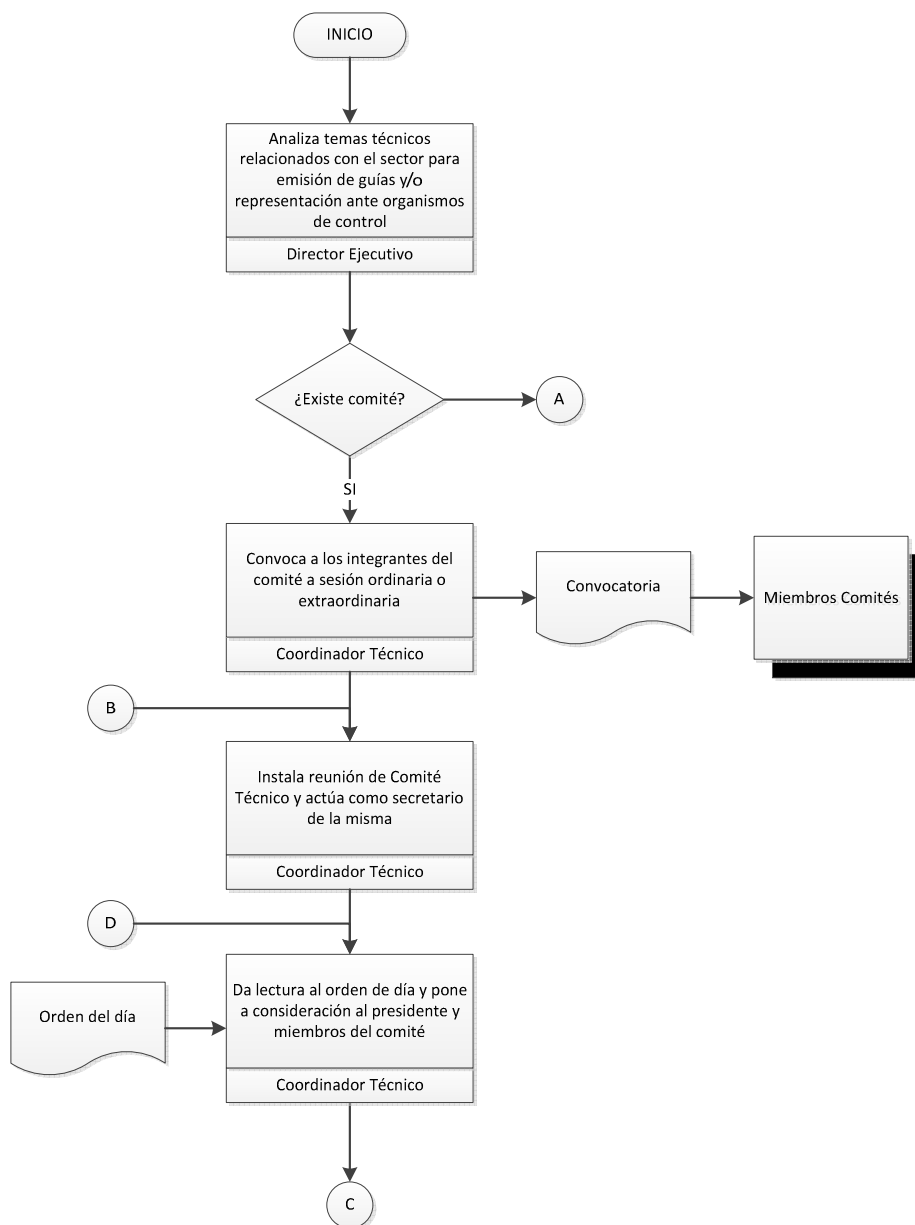 INICIO
Analiza temas técnicos
relacionados con el sector para
emisión de guías y/o
representación ante organismos
de control
Director Ejecutivo
¿Existe comité?
A
SI
Convoca a los integrantes del
comité a sesión ordinaria o
extraordinaria
Coordinador Técnico
Convocatoria
Miembros Comités
B
Instala reunión de Comité
Técnico y actúa como secretario
de la misma
Coordinador Técnico
D
Orden del día
Da lectura al orden de día y pone
a consideración al presidente y
miembros del comité
Coordinador Técnico
C